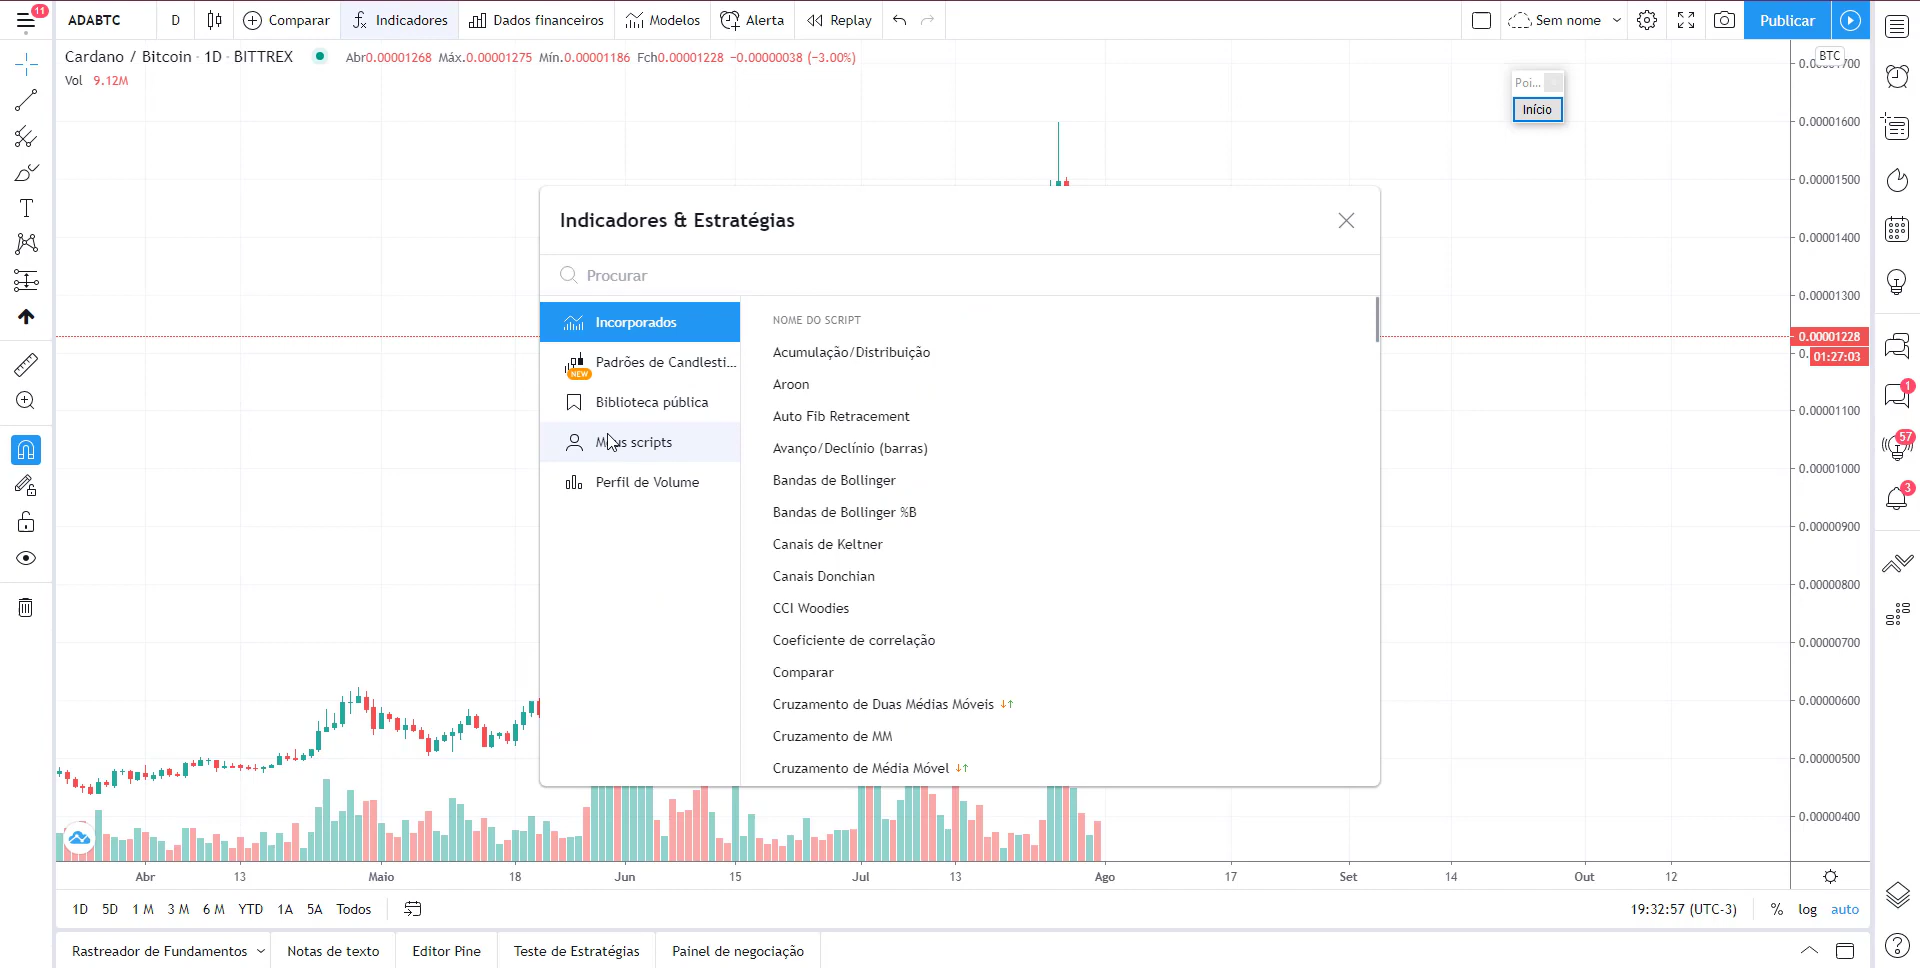 11
ADABTC
D
Comparar
Indicadores
Dados financeiros
Modelos
Alerta
Replay
Sem nome
Publicar
Cardano / Bitcoin · 1D · BITTREX
Abr0.00001268 Máx.0.00001275 Mín.0.00001186 Fch0.00001228 −0.00000038 (−3.00%)
Vol 9.12M
BTC
Poi...
Início
0.00001600
0.00001500
0.00001400
0.00001300
0.00001228
01:27:03
0.00001100
0.00001000
0.00000900
0.00000800
0.00000700
0.00000600
0.00000500
0.00000400
Indicadores & Estratégias
Procurar
Incorporados
Padrões de Candlesti...
NEW
Biblioteca pública
scripts
Perfil de Volume
NOME DO SCRIPT
Acumulação/Distribuição
Aroon
Auto Fib Retracement
Avanço/Declínio (barras)
Bandas de Bollinger
Bandas de Bollinger %B
Canais de Keltner
Canais Donchian
CCI Woodies
Coeficiente de correlação
Comparar
Cruzamento de Duas Médias Móveis
Cruzamento de MM
Cruzamento de Média Móvel
1
57
3
Abr 13 Maio 18 Jun 15 Jul 13 Ago 17 Set 14 Out 12
1D 5D 1 M 3 M 6 M YTD 1A 5A Todos
19:32:57 (UTC-3) % log auto
Rastreador de Fundamentos
Notas de texto
Editor Pine
Teste de Estratégias
Painel de negociação